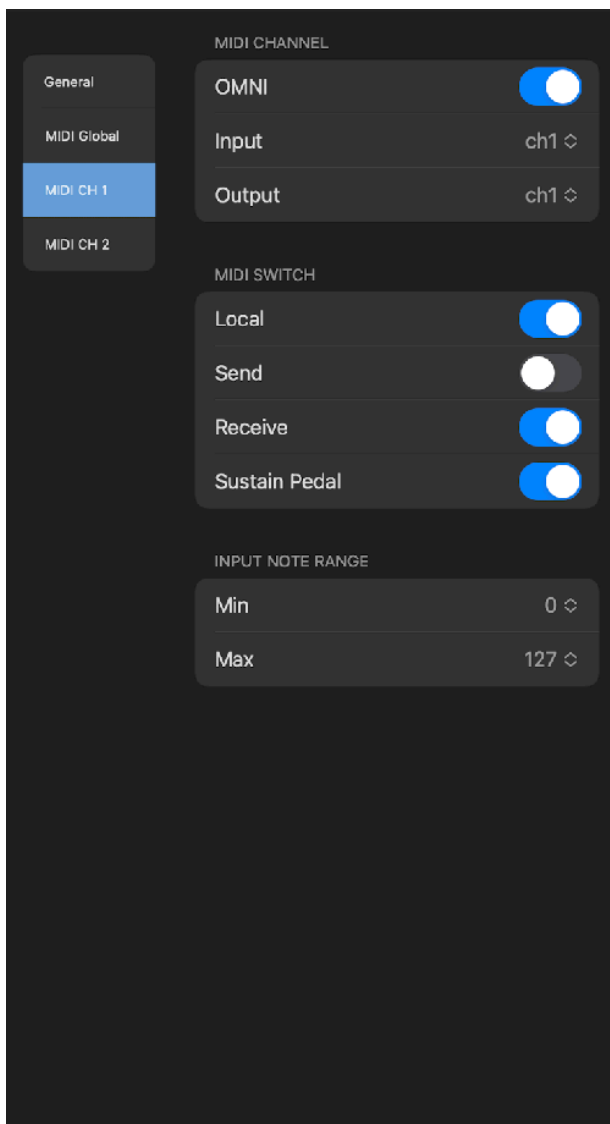 General
MIDI Global
MIDI CH 1
MIDI CH 2
MIDI CHANNEL
OMNI
Input ch1
Output ch1
MIDI SWITCH
Local
Send
Receive
Sustain Pedal
INPUT NOTE RANGE
Min 0
Max 127